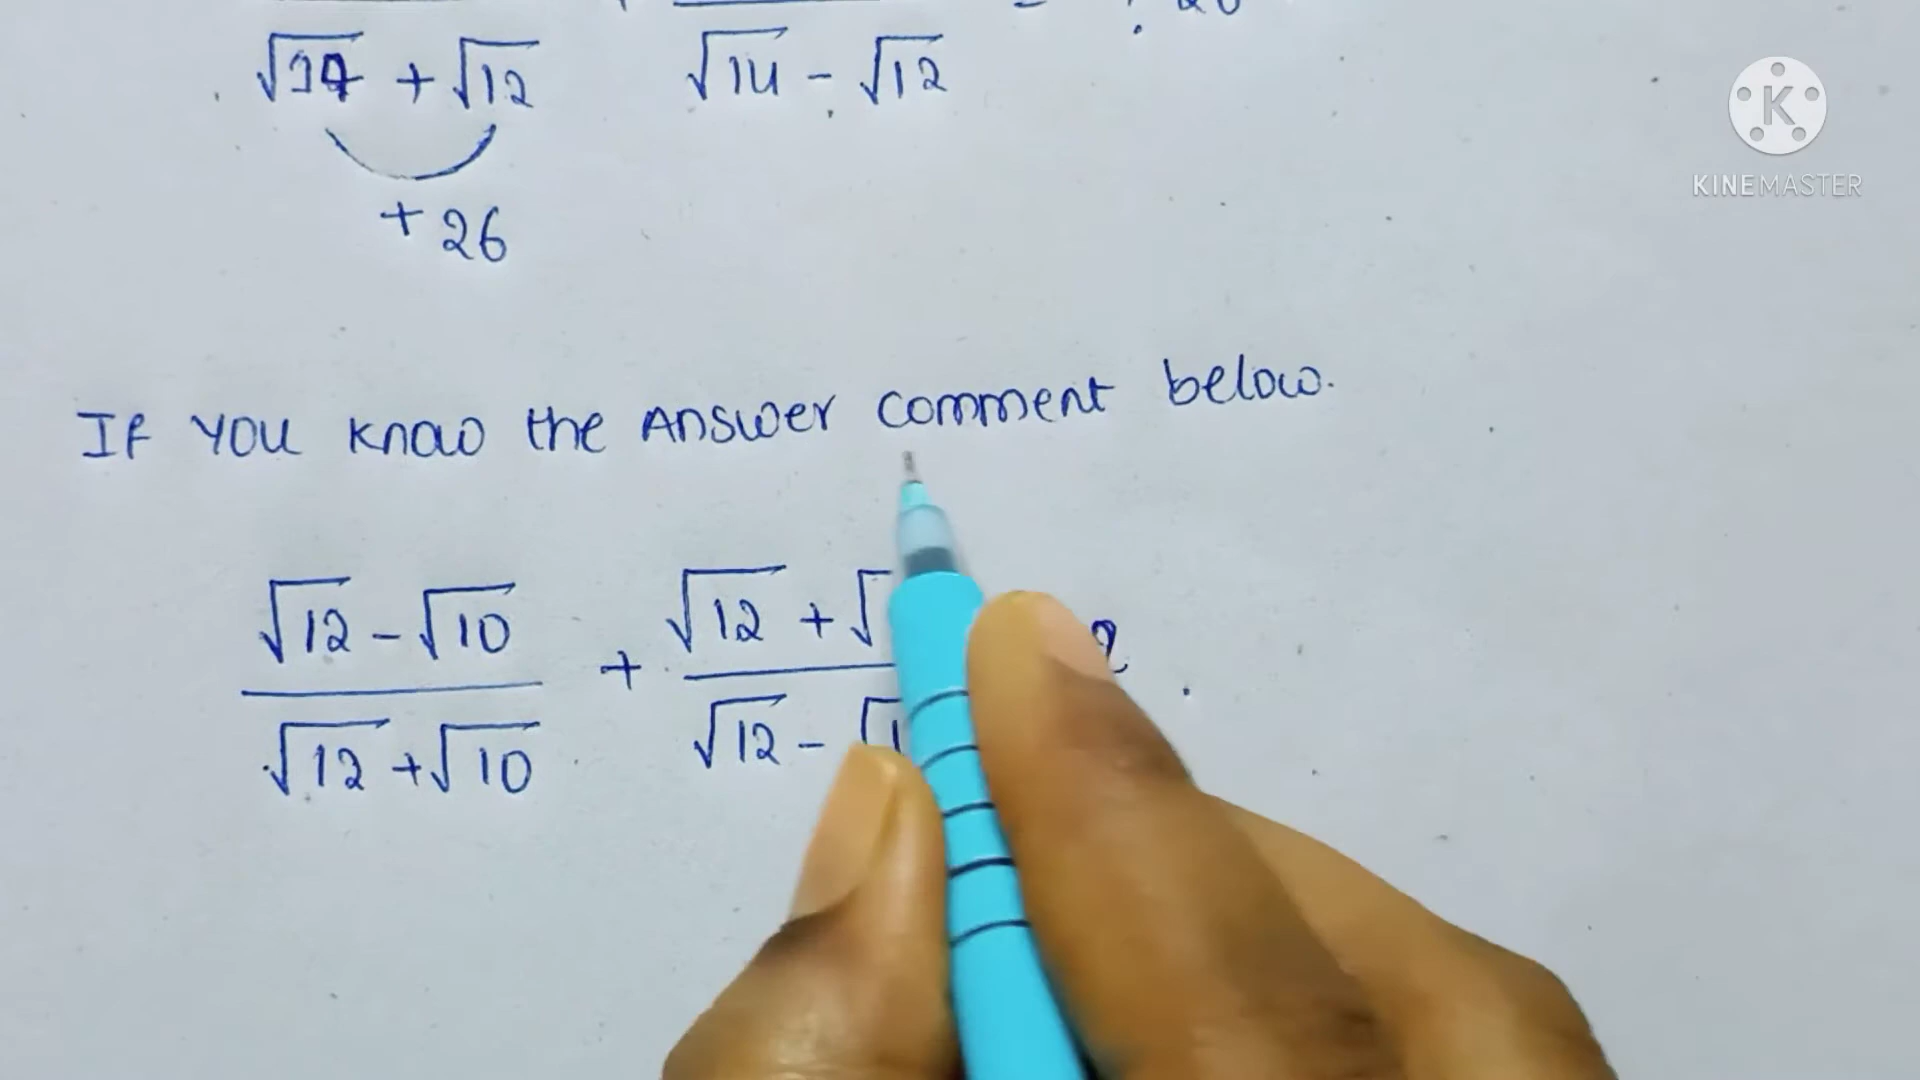 √14 + √12 √14 - √12
+ 26
If you know the Answer comment below.
√12 - √10 + √12 + √
√12 + √10 √12 -
KINEMASTER